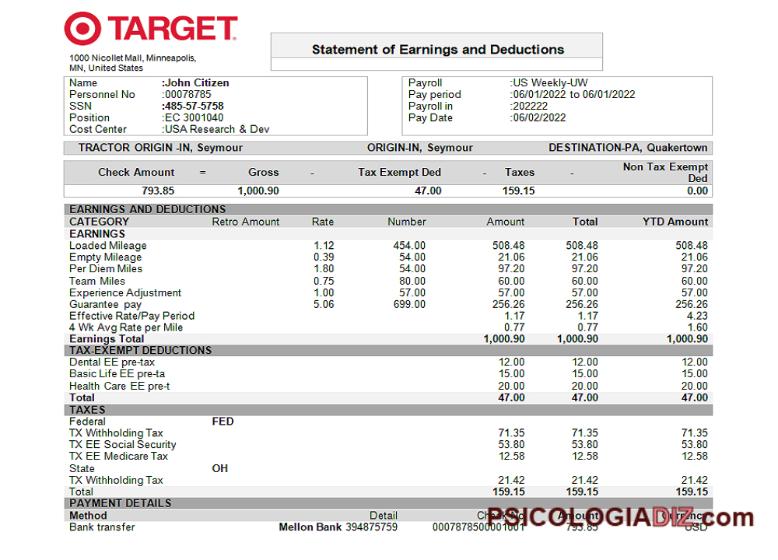 TARGET.
Statement of Earnings and Deductions
1000 Nicollet Mall, Minneapolis,
MN, United States
Name :John Citizen
Personnel No :00078785
SSN :485-57-5758
Position :EC 3001040
Cost Center :USA Research & Dev
Payroll :US Weekly-UW
Pay period :06/01/2022 to 06/01/2022
Payroll in :202222
Pay Date :06/02/2022
TRACTOR ORIGIN -IN, Seymour ORIGIN-IN, Seymour DESTINATION-PA, Quakertown
Check Amount = Gross - Tax Exempt Ded - Taxes - Non Tax Exempt
Ded
793.85 1,000.90 47.00 159.15 0.00
EARNINGS AND DEDUCTIONS
CATEGORY Retro Amount Rate Number Amount Total YTD Amount
EARNINGS
Loaded Mileage 1.12 454.00 508.48 508.48 508.48
Empty Mileage 0.39 54.00 21.06 21.06 21.06
Per Diem Miles 1.80 54.00 97.20 97.20 97.20
Team Miles 0.75 80.00 60.00 60.00 60.00
Experience Adjustment 1.00 57.00 57.00 57.00 57.00
Guarantee pay 5.06 699.00 256.26 256.26 256.26
Effective Rate/Pay Period 1.17 1.17 4.23
4 Wk Avg Rate per Mile 0.77 0.77 1.60
Earnings Total 1,000.90 1,000.90 1,000.90
TAX-EXEMPT DEDUCTIONS
Dental EE pre-tax 12.00 12.00 12.00
Basic Life EE pre-ta 15.00 15.00 15.00
Health Care EE pre-t 20.00 20.00 20.00
Total 47.00 47.00 47.00
TAXES
Federal FED
TX Withholding Tax 71.35 71.35 71.35
TX EE Social Security 53.80 53.80 53.80
TX EE Medicare Tax 12.58 12.58 12.58
State OH
TX Withholding Tax 21.42 21.42 21.42
Total 159.15 159.15 159.15
PAYMENT DETAILS
Method Detail Check No Amount Currency
Bank transfer Mellon Bank 394875759 0007878500001001 793.85 USD
PSICOLOGIADIZ.com